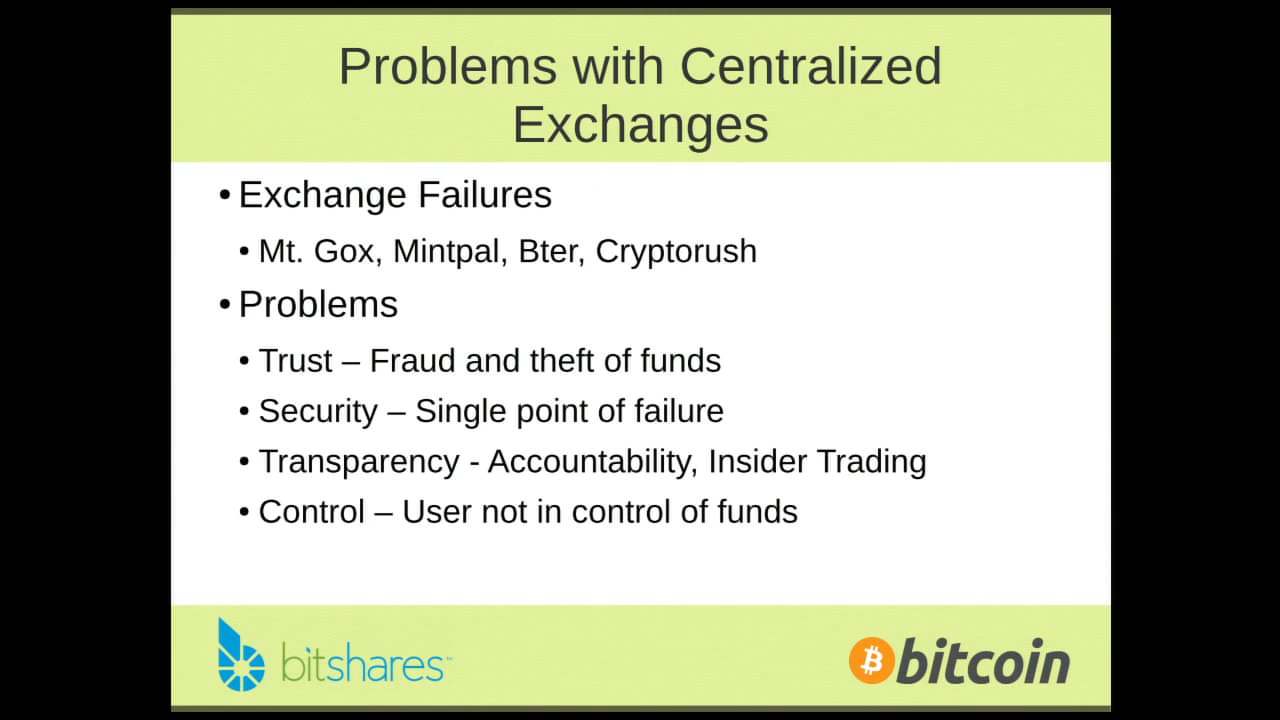 Problems with Centralized
Exchanges
• Exchange Failures
• Mt. Gox, Mintpal, Bter, Cryptorush
• Problems
• Trust – Fraud and theft of funds
• Security – Single point of failure
• Transparency - Accountability, Insider Trading
• Control – User not in control of funds
bitshares™
bitcoin